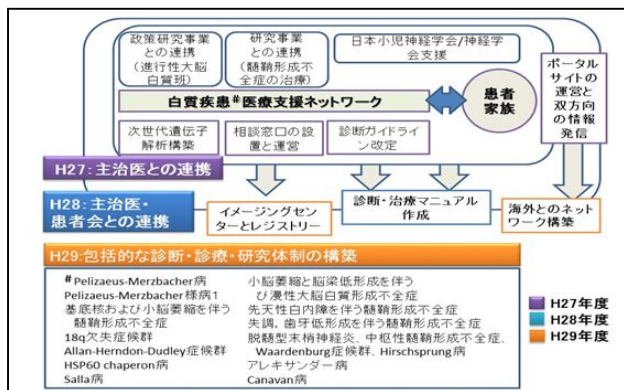 政策研究事業
との連携
(進行性大脳
白質班)
研究事業
との連携
(髄鞘形成不
全症の治療)
日本小児神経学会/神経学
会支援
ポータル
サイトの
運営と双
方向の情
報発信
白質疾患#医療支援ネットワーク
患者
家族
次世代遺伝子
解析構築
相談窓口の設
置と運営
診断ガイドライ
ン改定
H27:主治医との連携
H28:主治医・
患者会との連携
イメージングセン
ターとレジストリー
診断・治療マニュアル
作成
海外とのネット
ワーク構築
H29:包括的な診断・診療・研究体制の構築
#Pelizaeus-Merzbacher病
Pelizaeus-Merzbacher様病1
基底核および小脳萎縮を伴う
髄鞘形成不全症
18q欠失症候群
Allan-Herndon-Dudley症候群
HSP60 chaperon病
Salla病
小脳萎縮と脳梁低形成を伴う
び漫性大脳白質形成不全症
先天性白内障を伴う髄鞘形成不全症
失調,歯牙低形成を伴う髄鞘形成不全症
脱髄型末梢神経炎、中枢性髄鞘形成不全症、
Waardenburg症候群、Hirschsprung病
アレキサンダー病
Canavan病
H27年度
H28年度
H29年度